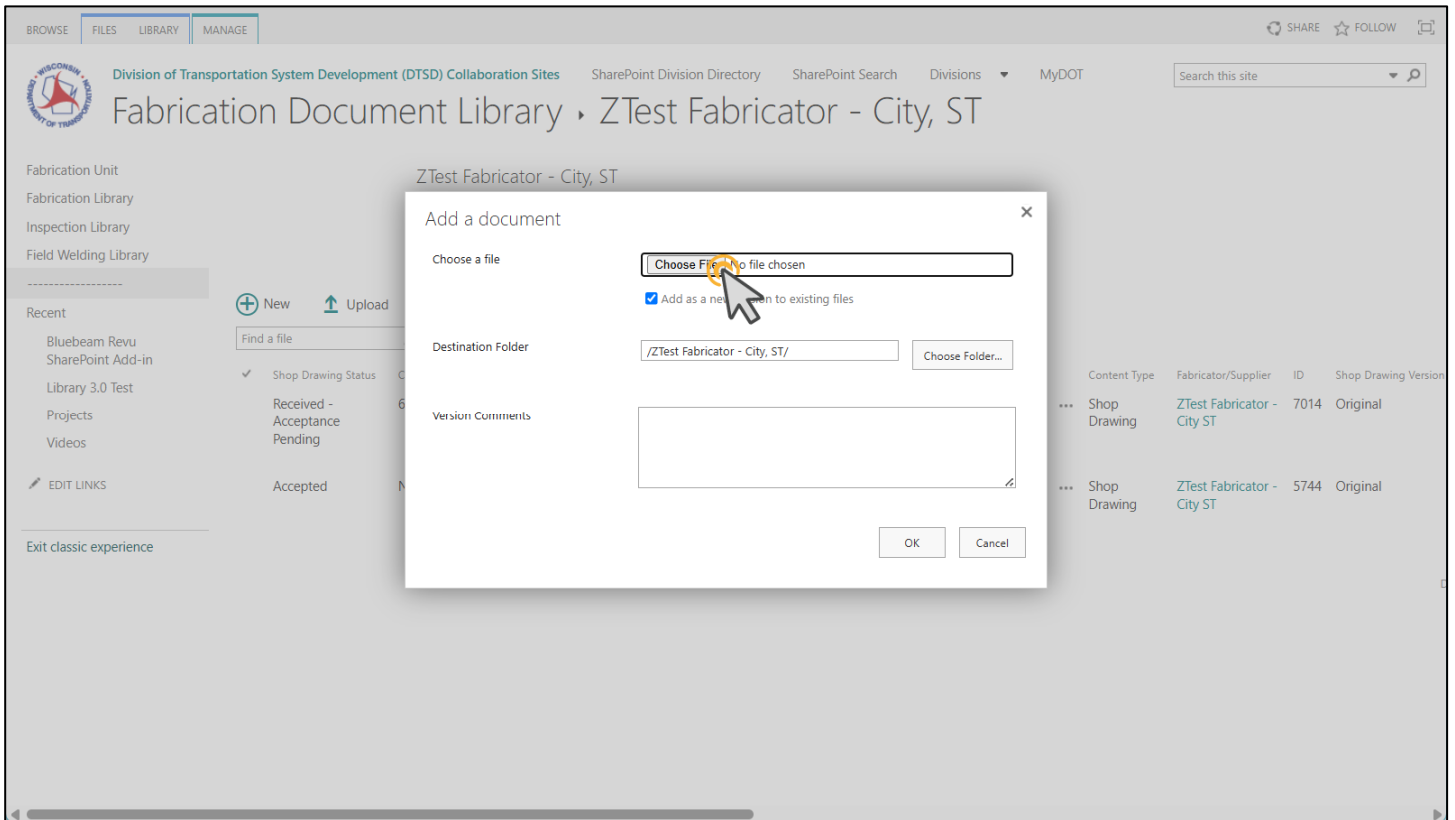 BROWSE FILES LIBRARY MANAGE SHARE FOLLOW
WISCONSIN
DEPARTMENT OF TRANSPORTATION
Division of Transportation System Development (DTSD) Collaboration Sites SharePoint Division Directory SharePoint Search Divisions MyDOT Search this site
Fabrication Document Library ZTest Fabricator - City, ST
Fabrication Unit
Fabrication Library
Inspection Library
Field Welding Library
------------------
Recent
Bluebeam Revu
SharePoint Add-in
Library 3.0 Test
Projects
Videos
EDIT LINKS
Exit classic experience
ZTest Fabricator - City, ST
New Upload
Find a file
Shop Drawing Status C
Received - 6
Acceptance
Pending
Accepted N
Add a document
Choose a file Choose File No file chosen
Add as a new to existing files
Destination Folder /ZTest Fabricator - City, ST/ Choose Folder...
Version Comments
OK Cancel
Content Type Fabricator/Supplier ID Shop Drawing Version
... Shop ZTest Fabricator - 7014 Original
Drawing City ST
... Shop ZTest Fabricator - 5744 Original
Drawing City ST